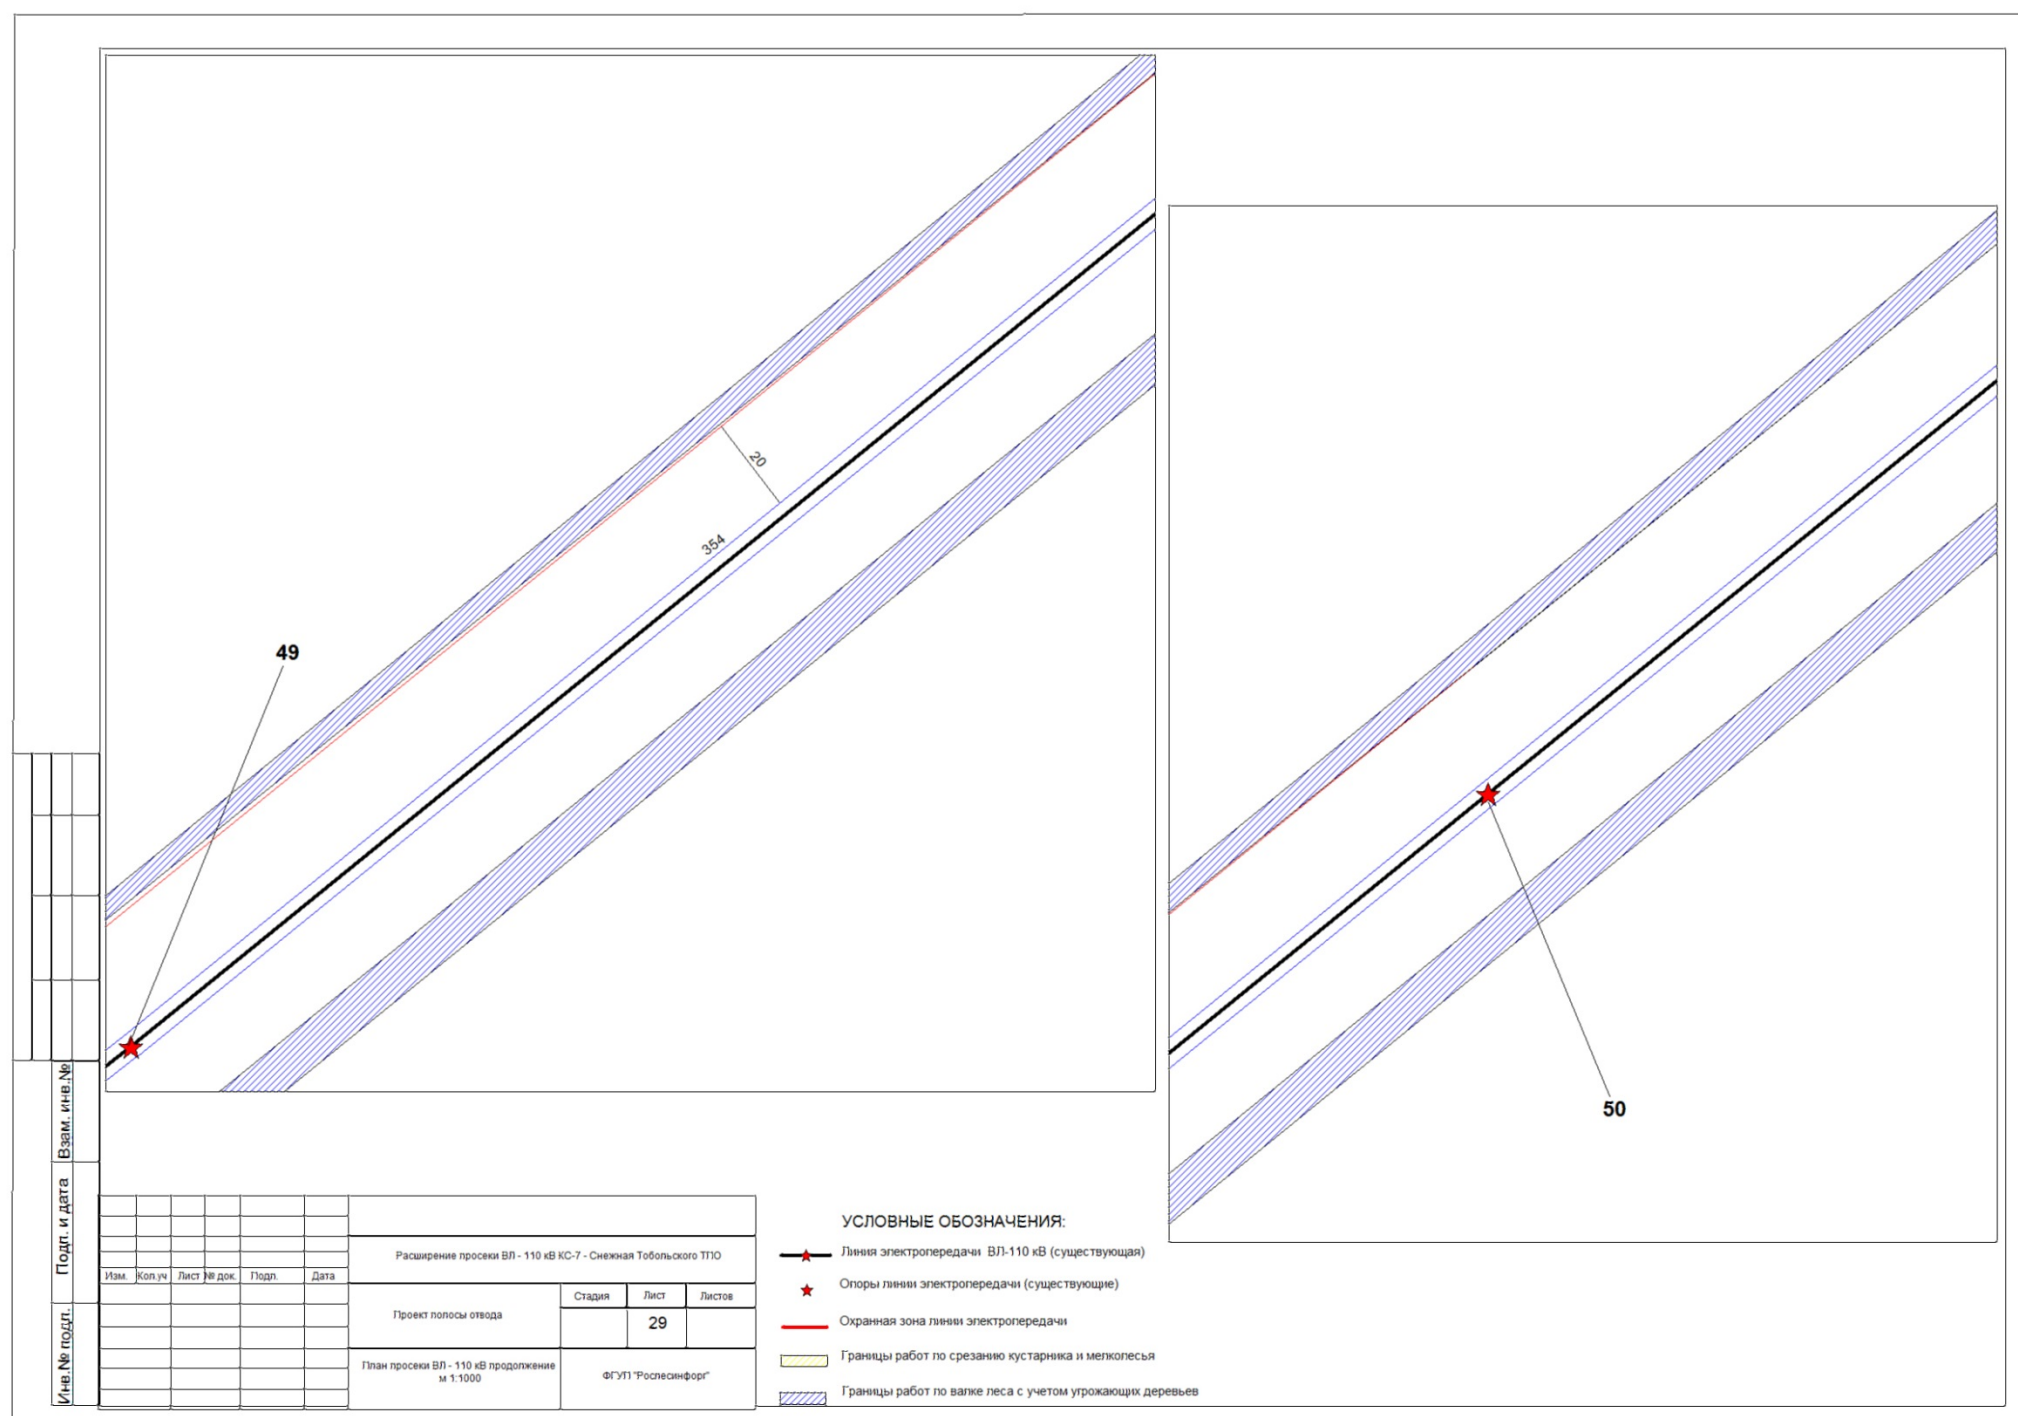 20
354
49
50
Взам. инв.№
Подп. и дата
Инв.№ подл.
Изм. Кол.уч Лист № док. Подп. Дата
Расширение просеки ВЛ - 110 кВ КС-7 - Снежная Тобольского ТПО
Проект полосы отвода
Стадия Лист Листов
29
План просеки ВЛ - 110 кВ продолжение
м 1:1000
ФГУП "Рослесинфорг"
УСЛОВНЫЕ ОБОЗНАЧЕНИЯ:
Линия электропередачи ВЛ-110 кВ (существующая)
Опоры линии электропередачи (существующие)
Охранная зона линии электропередачи
Границы работ по срезанию кустарника и мелколесья
Границы работ по валке леса с учетом угрожающих деревьев